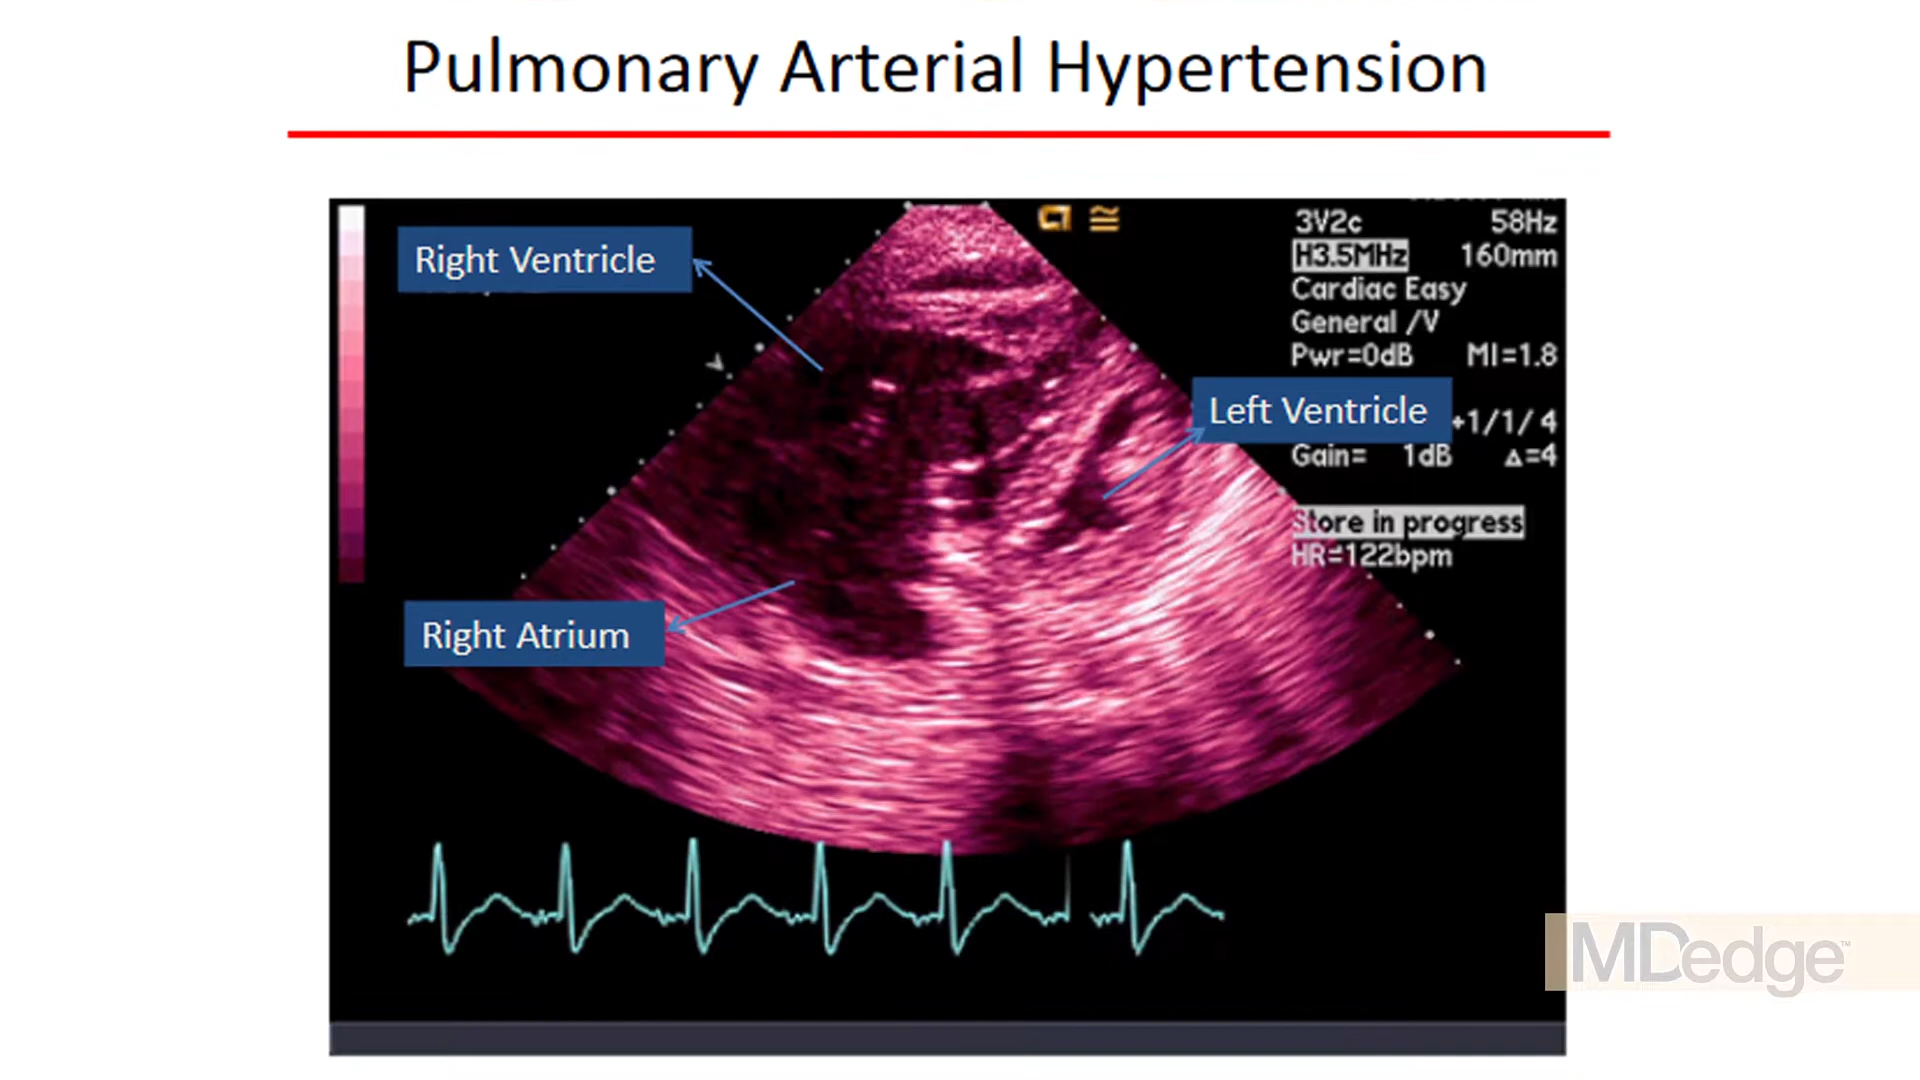 Pulmonary Arterial Hypertension
Right Ventricle
3V2c 58Hz
H3.5MHz 160mm
Cardiac Easy
General /V
Pwr=0dB MI=1.8
Left Ventricle
+1/1/4
Gain= 1dB Δ=4
Store in progress
HR=122bpm
Right Atrium
MDedge™